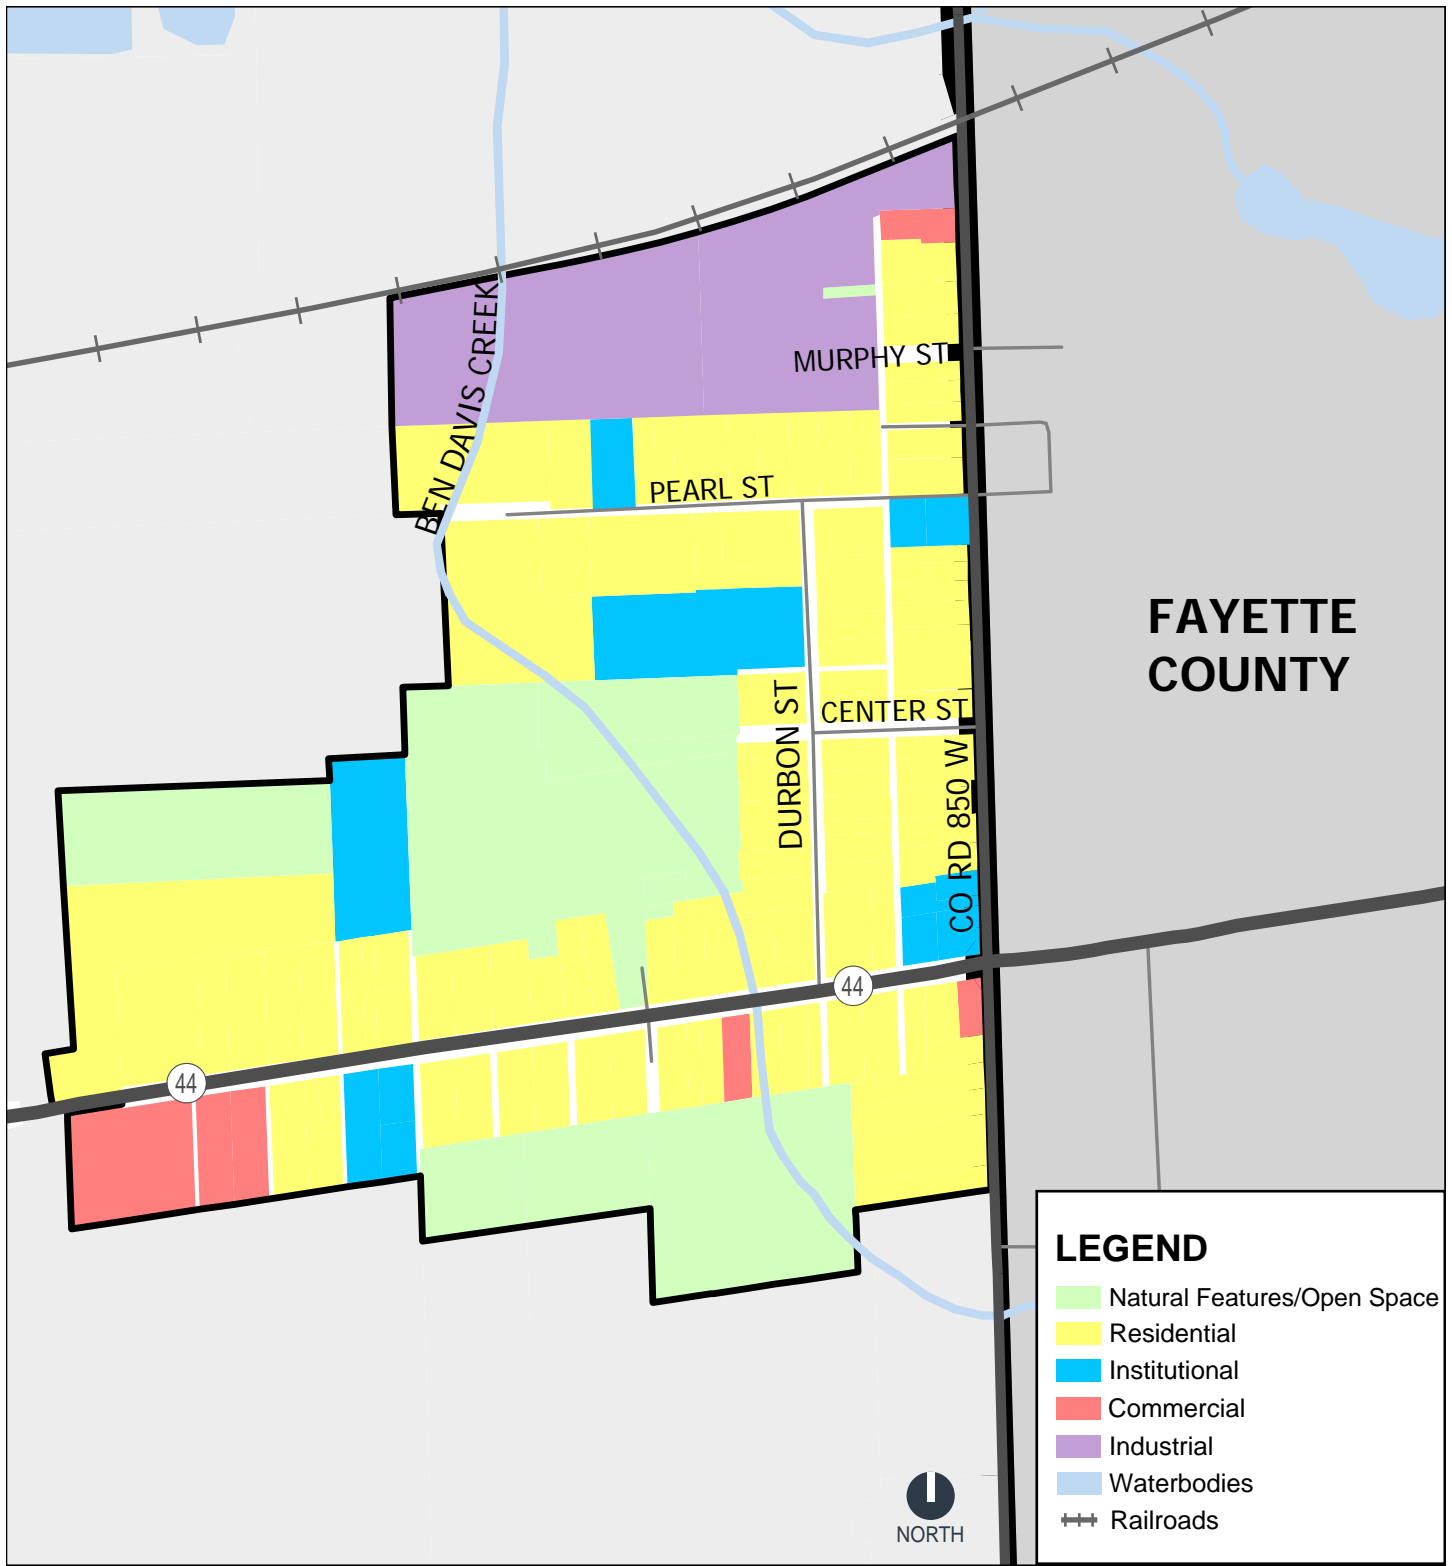 BEN DAVIS CREEK
MURPHY ST
PEARL ST
FAYETTE
COUNTY
DURBON ST
CENTER ST
CO RD 850 W
44
44
LEGEND
Natural Features/Open Space
Residential
Institutional
Commercial
Industrial
Waterbodies
Railroads
NORTH